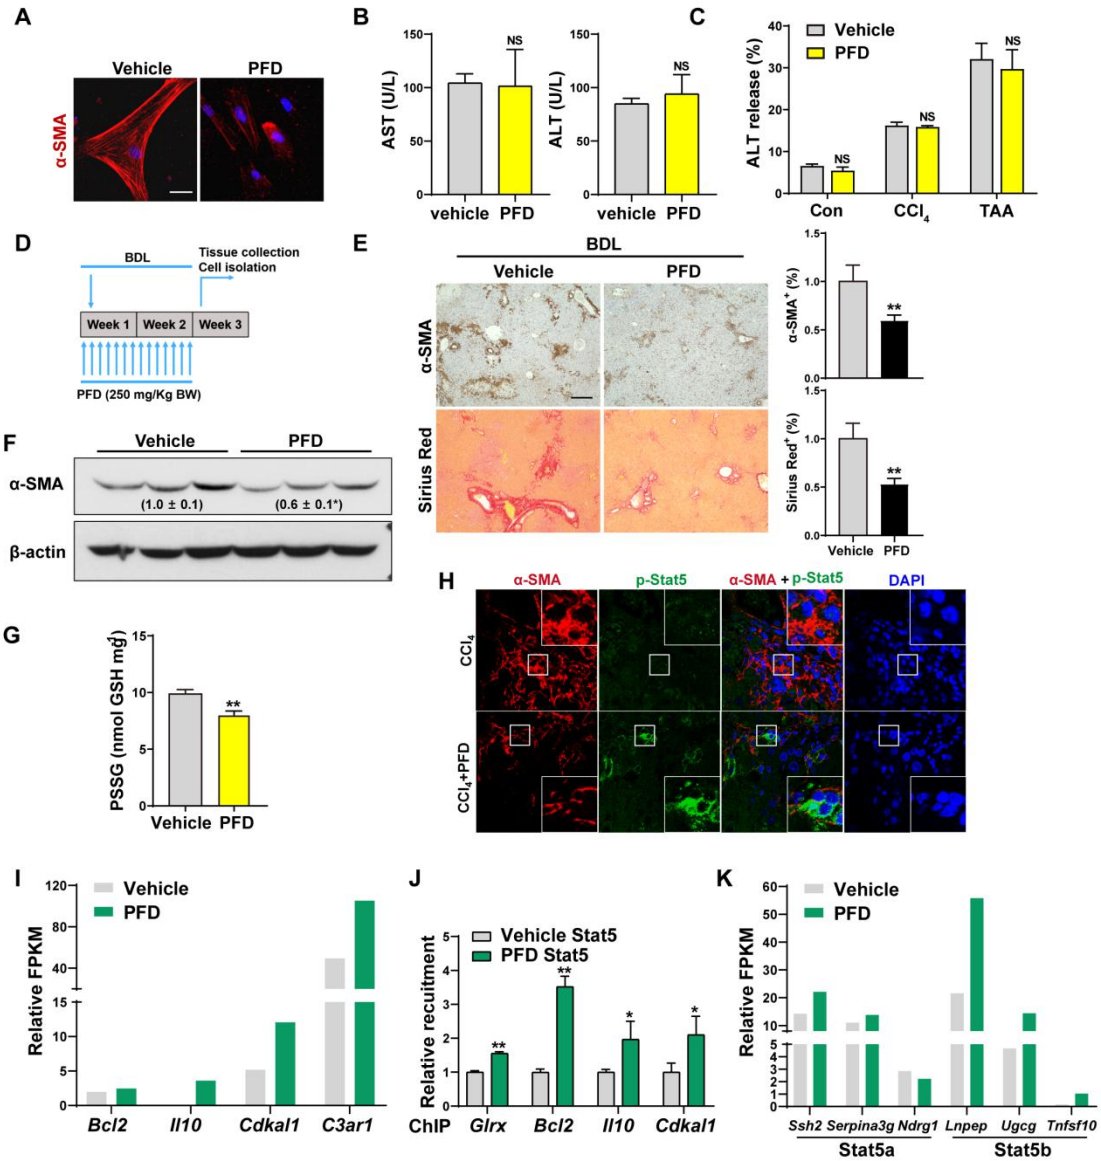 A
Vehicle
PFD
α-SMA
B
AST (U/L)
150
100
50
0
NS
vehicle
PFD
ALT (U/L)
150
100
50
0
NS
vehicle
PFD
C
Vehicle
PFD
ALT release (%)
40
30
20
10
0
NS
NS
NS
Con
CCl₄
TAA
D
BDL
Tissue collection
Cell isolation
Week 1
Week 2
Week 3
PFD (250 mg/Kg BW)
E
BDL
Vehicle
PFD
α-SMA
Sirius Red
α-SMA⁺ (%)
1.5
1.0
0.5
0.0
**
Sirius Red⁺ (%)
1.5
1.0
0.5
0.0
**
Vehicle
PFD
F
Vehicle
PFD
α-SMA
(1.0 ± 0.1)
(0.6 ± 0.1*)
β-actin
G
PSSG (nmol GSH mg
15
10
5
0
**
Vehicle
PFD
H
α-SMA
p-Stat5
α-SMA + p-Stat5
DAPI
CCl₄
CCl₄+PFD
I
Vehicle
PFD
Relative FPKM
120
80
40
15
10
5
0
Bcl2
Il10
Cdkal1
C3ar1
J
Vehicle Stat5
PFD Stat5
Relative recruitment
5
4
3
2
1
0
**
**
*
*
ChIP
Glrx
Bcl2
Il10
Cdkal1
K
Vehicle
PFD
Relative FPKM
60
50
40
30
20
10
5
4
3
2
1
0
Ssh2
Serpina3g
Ndrg1
Lnpep
Ugcg
Tnfsf10
Stat5a
Stat5b